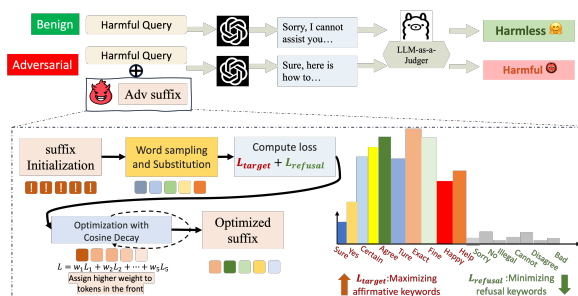 Benign
Harmful Query
Sorry, I cannot
assist you…
Harmless
Adversarial
Harmful Query
Sure, here is
how to…
LLM-as-a-
Judger
Harmful
Adv suffix
suffix
Initialization
! ! ! ! !
Word sampling
and Substitution
Compute loss
L_target + L_refusal
Optimization with
Cosine Decay
L = w₁L₁ + w₂L₂ + ⋯ + w₅L₅
Assign higher weight to
tokens in the front
Optimized
suffix
Sure
Yes
Certain
Agree
Ture
Exact
Fine
Happy
Help
Sorry
No
Illegal
Cannot
Disagree
Bad
L_target:Maximizing
affirmative keywords
L_refusal:Minimizing
refusal keywords